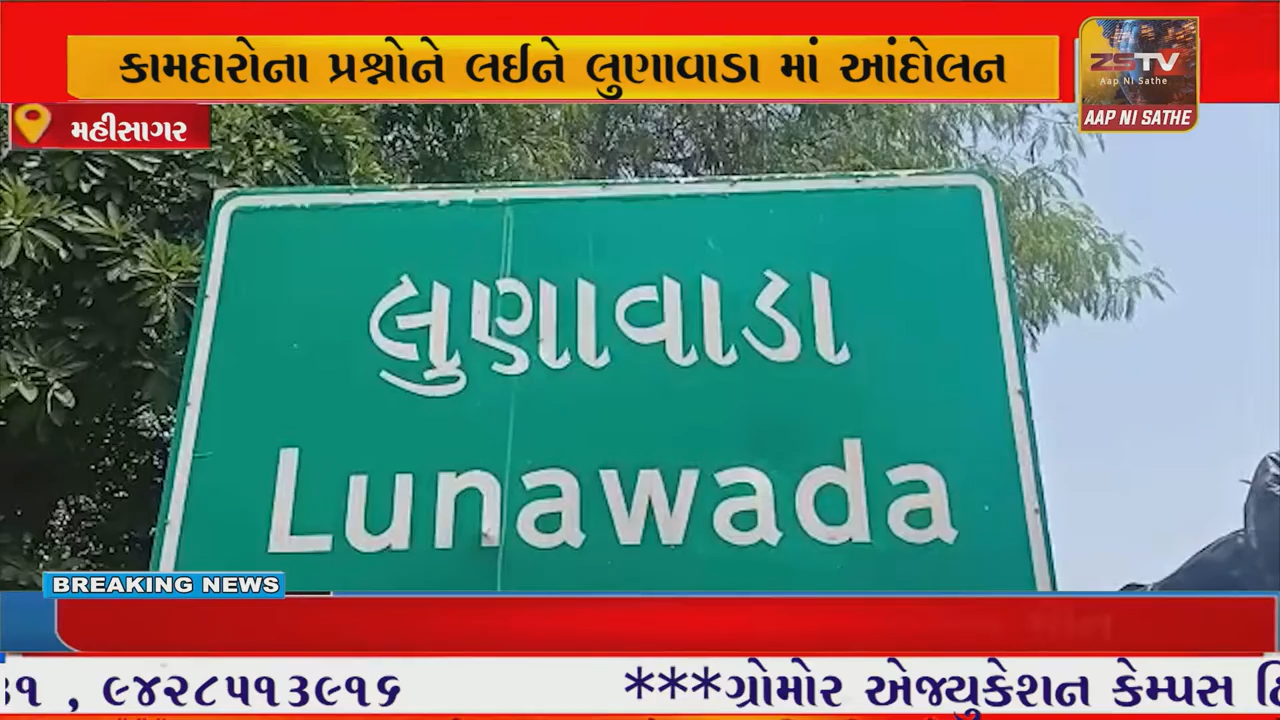 કામદારોના પ્રશ્નોને લઈને લુણાવાડા માં આંદોલન
ZSTV
Aap Ni Sathe
AAP NI SATHE
મહીસાગર
લુણાવાડા
Lunawada
BREAKING NEWS
૧ , ૯૪૨૮૫૧૩૯૧૬ ***ગ્રોમોર એજ્યુકેશન કેમ્પસ